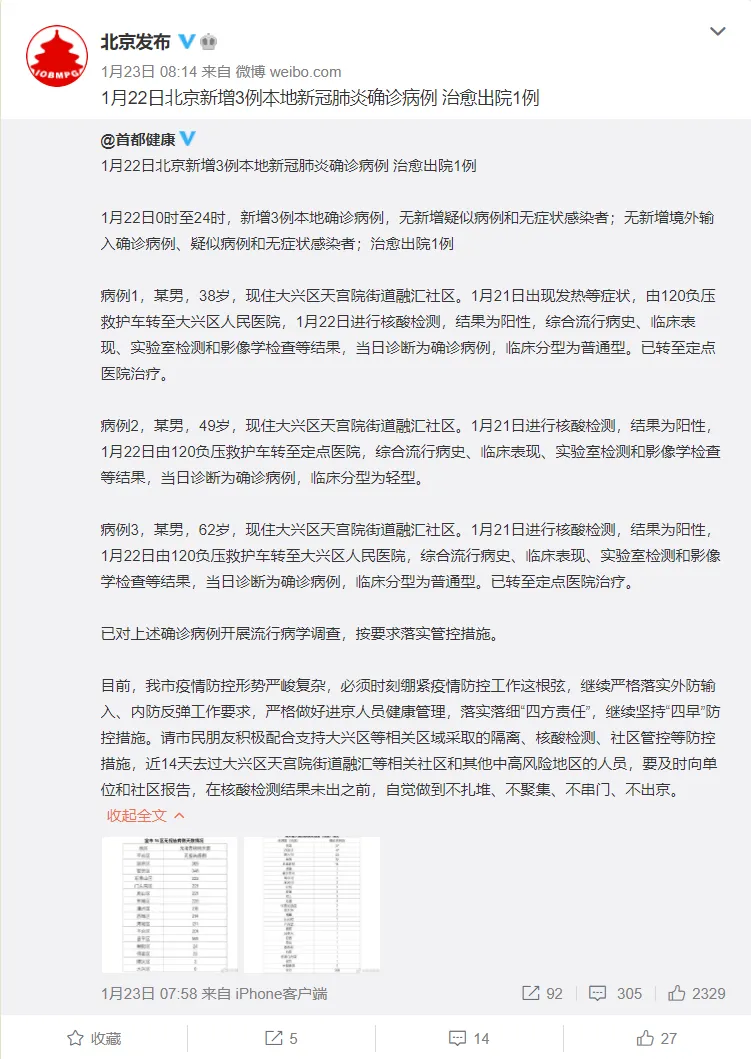 北京发布
IOBMPG
1月23日 08:14 来自 微博 weibo.com
1月22日北京新增3例本地新冠肺炎确诊病例 治愈出院1例
@首都健康
1月22日北京新增3例本地新冠肺炎确诊病例 治愈出院1例
1月22日0时至24时，新增3例本地确诊病例，无新增疑似病例和无症状感染者；无新增境外输
入确诊病例、疑似病例和无症状感染者；治愈出院1例
病例1，某男，38岁，现住大兴区天宫院街道融汇社区。1月21日出现发热等症状，由120负压
救护车转至大兴区人民医院，1月22日进行核酸检测，结果为阳性，综合流行病史、临床表
现、实验室检测和影像学检查等结果，当日诊断为确诊病例，临床分型为普通型。已转至定点
医院治疗。
病例2，某男，49岁，现住大兴区天宫院街道融汇社区。1月21日进行核酸检测，结果为阳性，
1月22日由120负压救护车转至定点医院，综合流行病史、临床表现、实验室检测和影像学检查
等结果，当日诊断为确诊病例，临床分型为轻型。
病例3，某男，62岁，现住大兴区天宫院街道融汇社区。1月21日进行核酸检测，结果为阳性，
1月22日由120负压救护车转至大兴区人民医院，综合流行病史、临床表现、实验室检测和影像
学检查等结果，当日诊断为确诊病例，临床分型为普通型。已转至定点医院治疗。
已对上述确诊病例开展流行病学调查，按要求落实管控措施。
目前，我市疫情防控形势严峻复杂，必须时刻绷紧疫情防控工作这根弦，继续严格落实外防输
入、内防反弹工作要求，严格做好进京人员健康管理，落实落细“四方责任”，继续坚持“四早”防
控措施。请市民朋友积极配合支持大兴区等相关区域采取的隔离、核酸检测、社区管控等防控
措施，近14天去过大兴区天宫院街道融汇等相关社区和其他中高风险地区的人员，要及时向单
位和社区报告，在核酸检测结果未出之前，自觉做到不扎堆、不聚集、不串门、不出京。
收起全文
1月23日 07:58 来自 iPhone客户端
92 305 2329
收藏 5 14 27